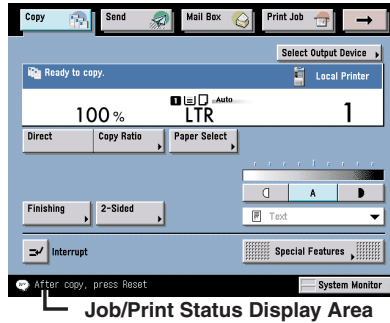 Copy Send Mail Box Print Job
Select Output Device
Ready to copy. Local Printer
1 Auto
100 % LTR 1
Direct Copy Ratio Paper Select
A
Finishing 2-Sided
Text
Interrupt Special Features
After copy, press Reset System Monitor
Job/Print Status Display Area